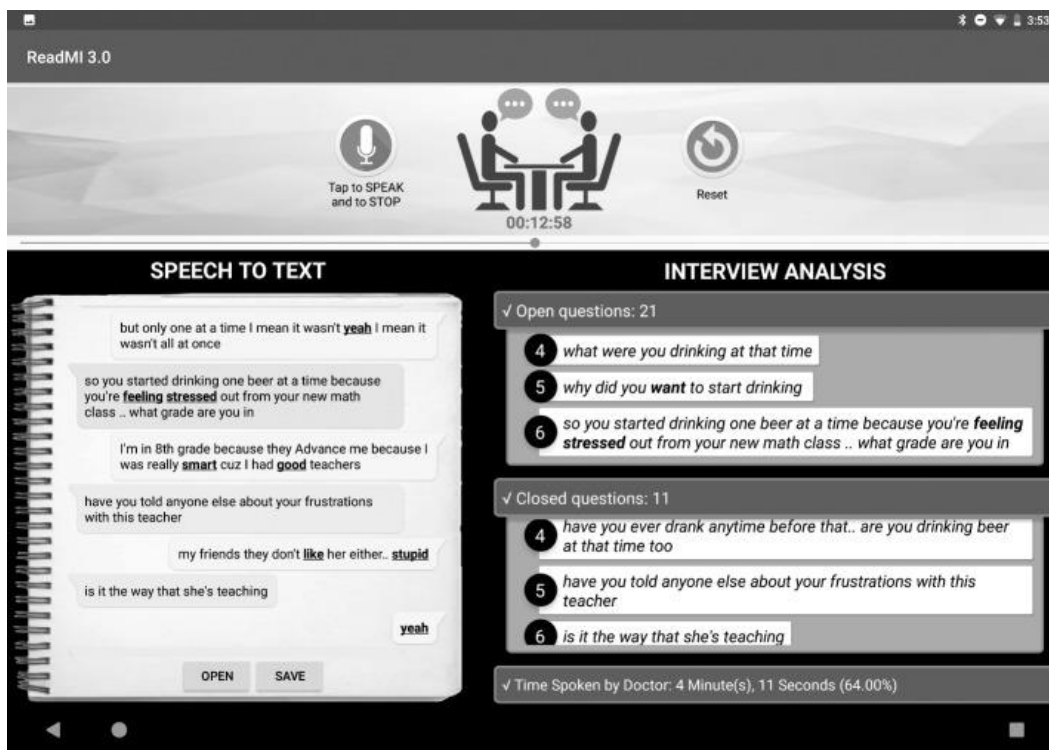 3:53
ReadMI 3.0
Tap to SPEAK
and to STOP
00:12:58
Reset
SPEECH TO TEXT
but only one at a time I mean it wasn't yeah I mean it
wasn't all at once
so you started drinking one beer at a time because
you're feeling stressed out from your new math
class .. what grade are you in
I'm in 8th grade because they Advance me because I
was really smart cuz I had good teachers
have you told anyone else about your frustrations
with this teacher
my friends they don't like her either.. stupid
is it the way that she's teaching
yeah
OPEN SAVE
INTERVIEW ANALYSIS
√ Open questions: 21
4 what were you drinking at that time
5 why did you want to start drinking
6 so you started drinking one beer at a time because you're feeling
stressed out from your new math class .. what grade are you in
√ Closed questions: 11
4 have you ever drank anytime before that.. are you drinking beer
at that time too
5 have you told anyone else about your frustrations with this
teacher
6 is it the way that she's teaching
√ Time Spoken by Doctor: 4 Minute(s), 11 Seconds (64.00%)